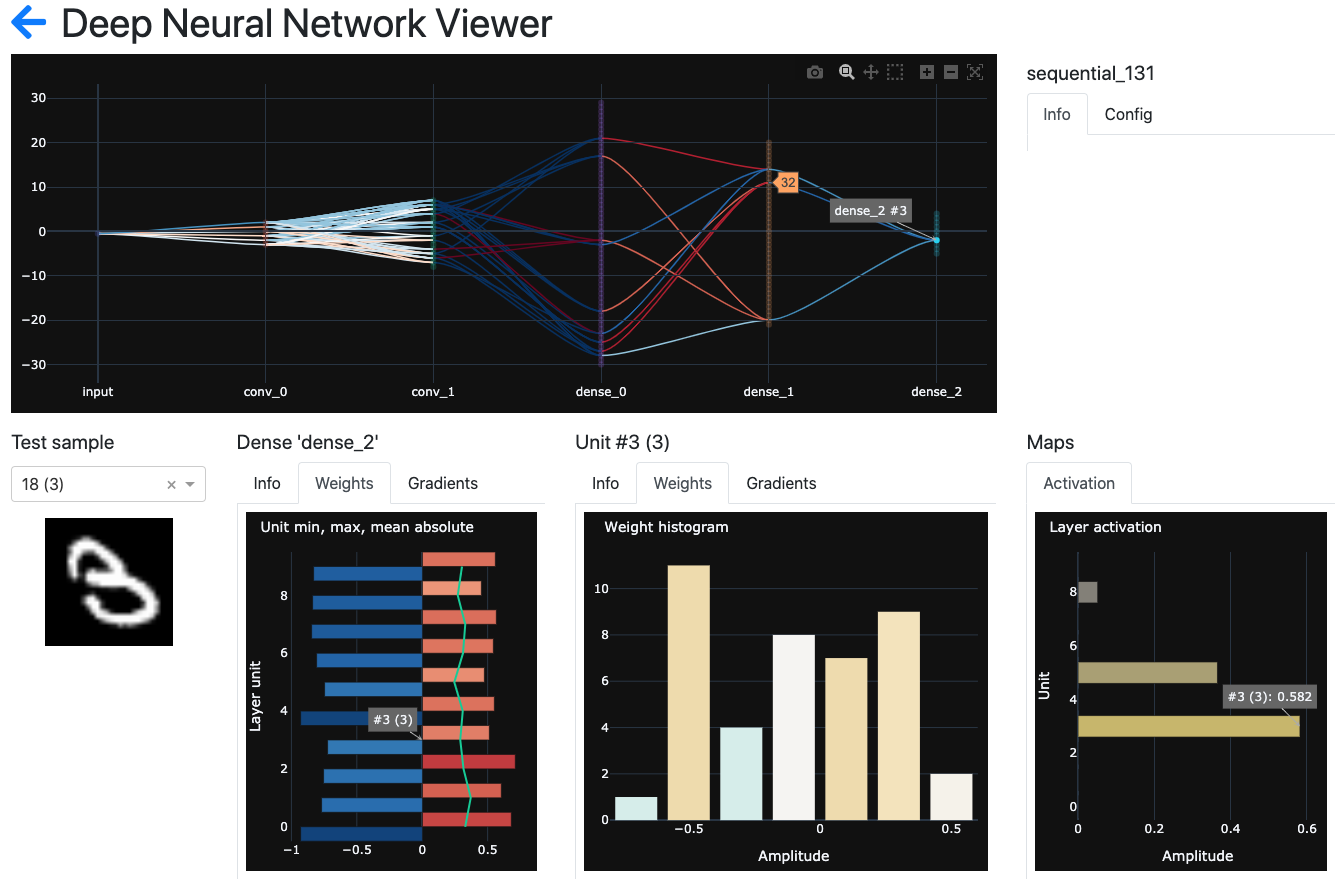 Deep Neural Network Viewer
30
20
10
0
−10
−20
−30
input
conv_0
conv_1
dense_0
dense_1
dense_2
32
dense_2 #3
sequential_131
Info
Config
Test sample
18 (3)
×
Dense 'dense_2'
Info
Weights
Gradients
Unit min, max, mean absolute
Layer unit
8
6
4
2
0
#3 (3)
−1
−0.5
0
0.5
Unit #3 (3)
Info
Weights
Gradients
Weight histogram
10
8
6
4
2
0
−0.5
0
0.5
Amplitude
Maps
Activation
Layer activation
Unit
8
6
4
2
0
#3 (3): 0.582
0
0.2
0.4
0.6
Amplitude